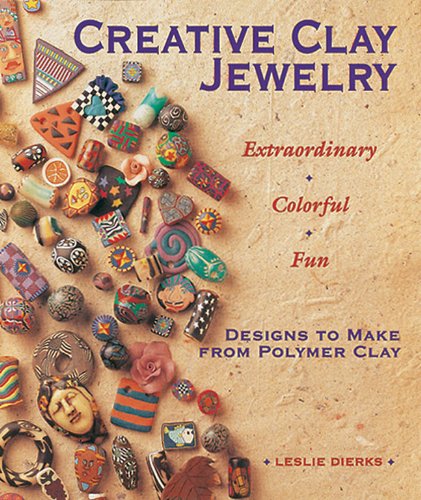 CREATIVE CLAY
JEWELRY
Extraordinary
Colorful
Fun
DESIGNS TO MAKE
FROM POLYMER CLAY
LESLIE DIERKS